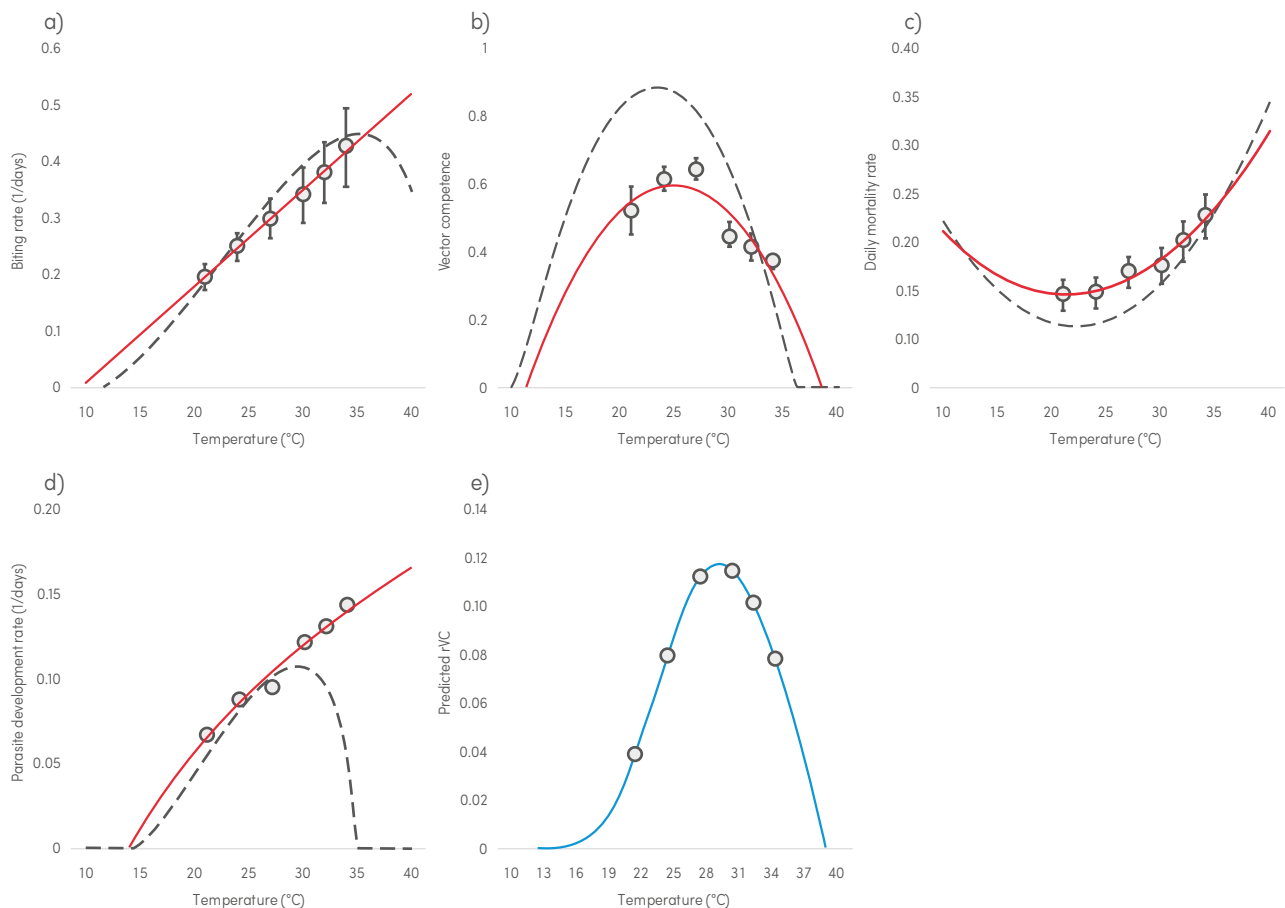 a)
0.6
0.5
0.4
0.3
0.2
0.1
0
Biting rate (1/days)
10 15 20 25 30 35 40
Temperature (°C)
b)
1
0.8
0.6
0.4
0.2
0
Vector competence
10 15 20 25 30 35 40
Temperature (°C)
c)
0.40
0.35
0.30
0.25
0.20
0.15
0.10
0
Daily mortality rate
10 15 20 25 30 35 40
Temperature (°C)
d)
0.20
0.15
0.10
0.05
0
Parasite development rate (1/days)
10 15 20 25 30 35 40
Temperature (°C)
e)
0.14
0.12
0.10
0.08
0.06
0.04
0.02
0
Predicted rVC
10 13 16 19 22 25 28 31 34 37 40
Temperature (°C)